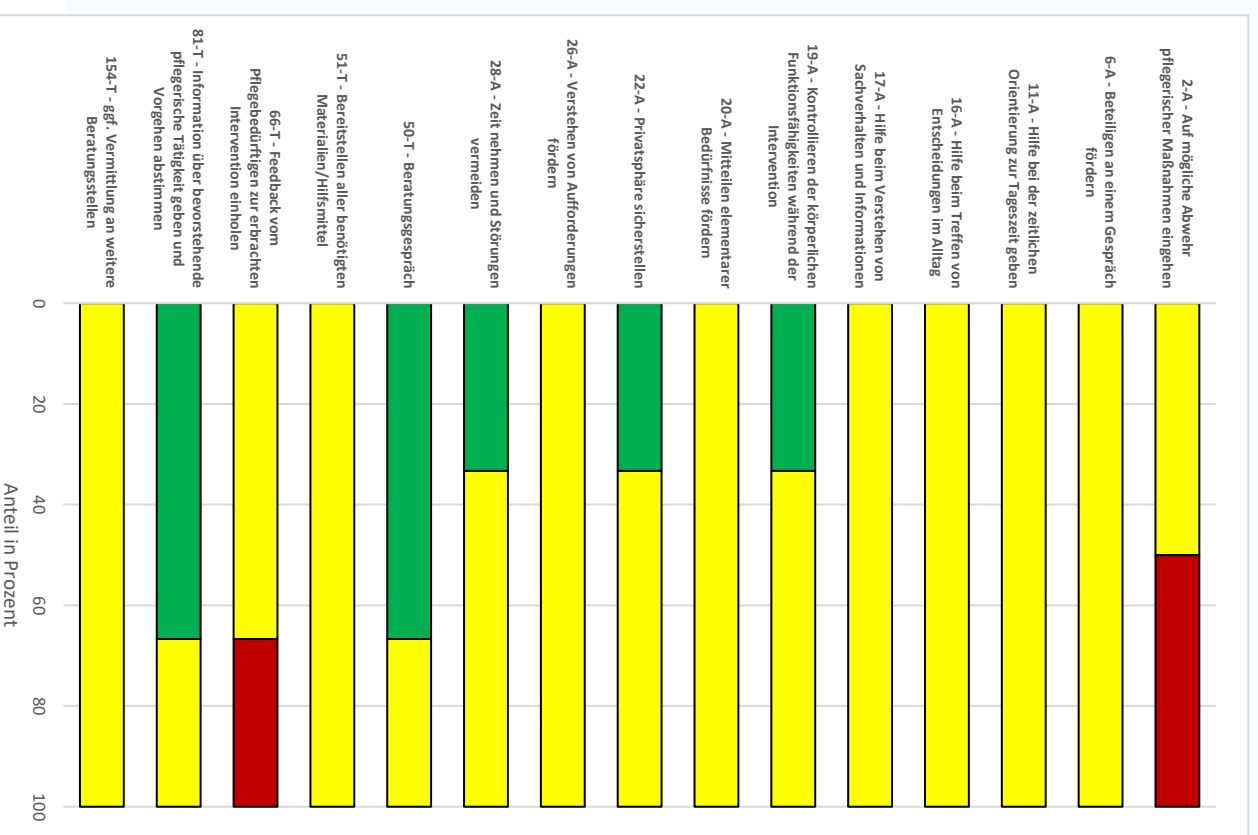 2-A - Auf mögliche Abwehr
pflegerischer Maßnahmen eingehen
6-A - Beteiligen an einem Gespräch
fördern
11-A - Hilfe bei der zeitlichen
Orientierung zur Tageszeit geben
16-A - Hilfe beim Treffen von
Entscheidungen im Alltag
17-A - Hilfe beim Verstehen von
Sachverhalten und Informationen
19-A - Kontrollieren der körperlichen
Funktionsfähigkeiten während der
Intervention
20-A - Mitteilen elementarer
Bedürfnisse fördern
22-A - Privatsphäre sicherstellen
26-A - Verstehen von Aufforderungen
fördern
28-A - Zeit nehmen und Störungen
vermeiden
50-T - Beratungsgespräch
51-T - Bereitstellen aller benötigten
Materialien/Hilfsmittel
66-T - Feedback vom
Pflegebedürftigen zur erbrachten
Intervention einholen
81-T - Information über bevorstehende
pflegerische Tätigkeit geben und
Vorgehen abstimmen
154-T - ggf. Vermittlung an weitere
Beratungsstellen
0
20
40
60
80
100
Anteil in Prozent